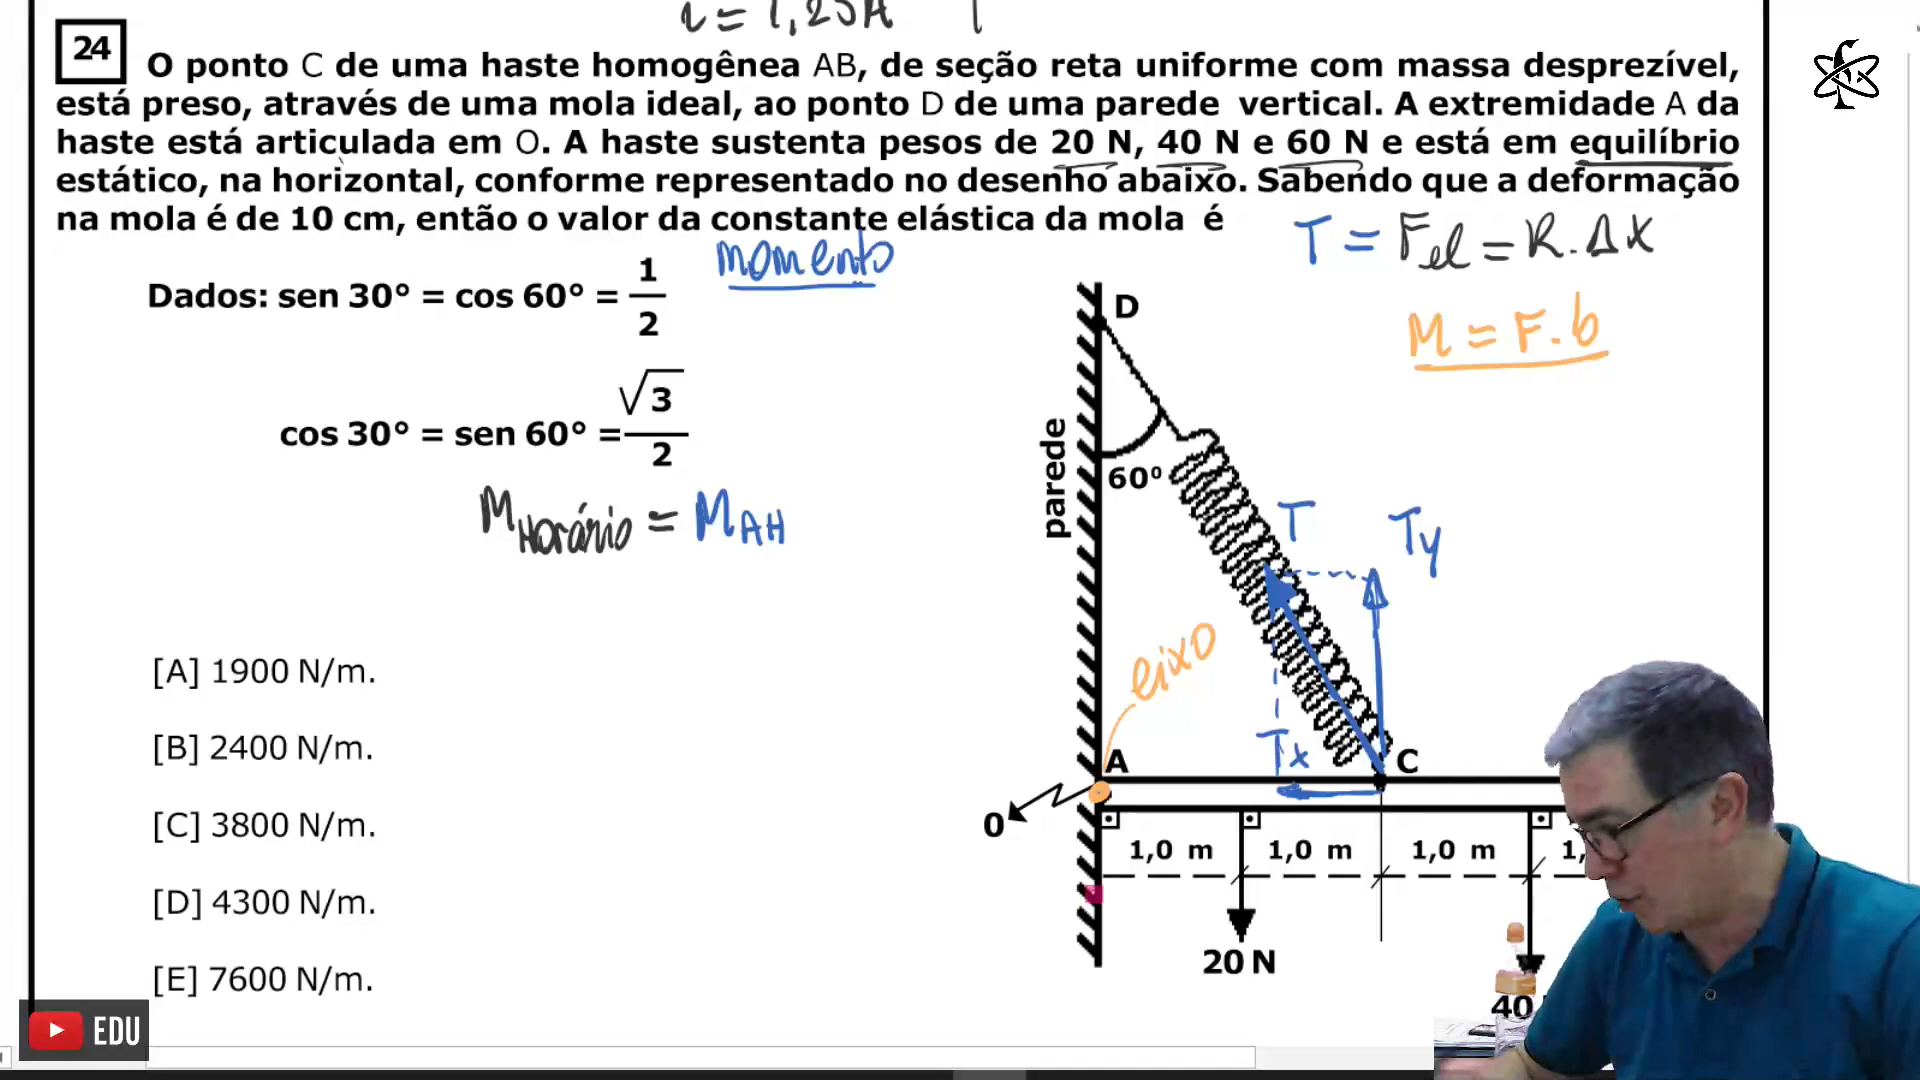 i = 1,25A
24
O ponto C de uma haste homogênea AB, de seção reta uniforme com massa desprezível,
está preso, através de uma mola ideal, ao ponto D de uma parede vertical. A extremidade A da
haste está articulada em O. A haste sustenta pesos de 20 N, 40 N e 60 N e está em equilíbrio
estático, na horizontal, conforme representado no desenho abaixo. Sabendo que a deformação
na mola é de 10 cm, então o valor da constante elástica da mola é
momento
T = Fel = K.Δx
M = F.b
Dados: sen 30° = cos 60° = 1/2
cos 30° = sen 60° = √3/2
MHorário = MAH
[A] 1900 N/m.
[B] 2400 N/m.
[C] 3800 N/m.
[D] 4300 N/m.
[E] 7600 N/m.
D
parede
60º
T
Ty
eixo
Tx
A
C
0
1,0 m
1,0 m
1,0 m
1,
20 N
40
EDU